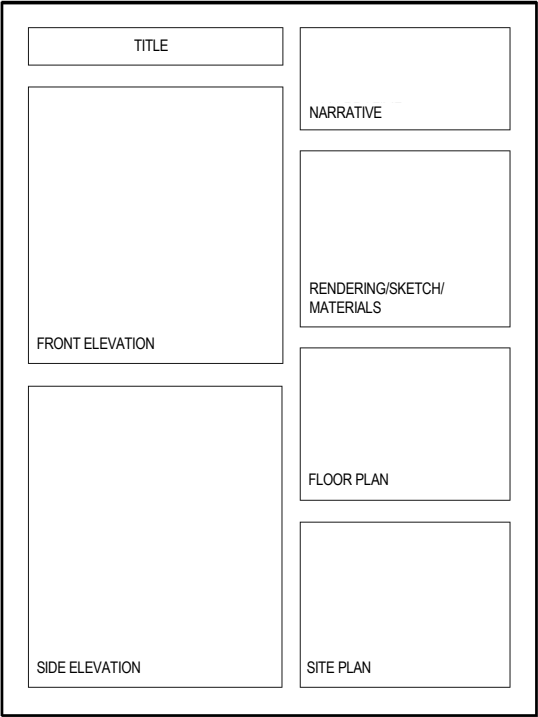 TITLE
NARRATIVE
FRONT ELEVATION
RENDERING/SKETCH/
MATERIALS
FLOOR PLAN
SIDE ELEVATION
SITE PLAN